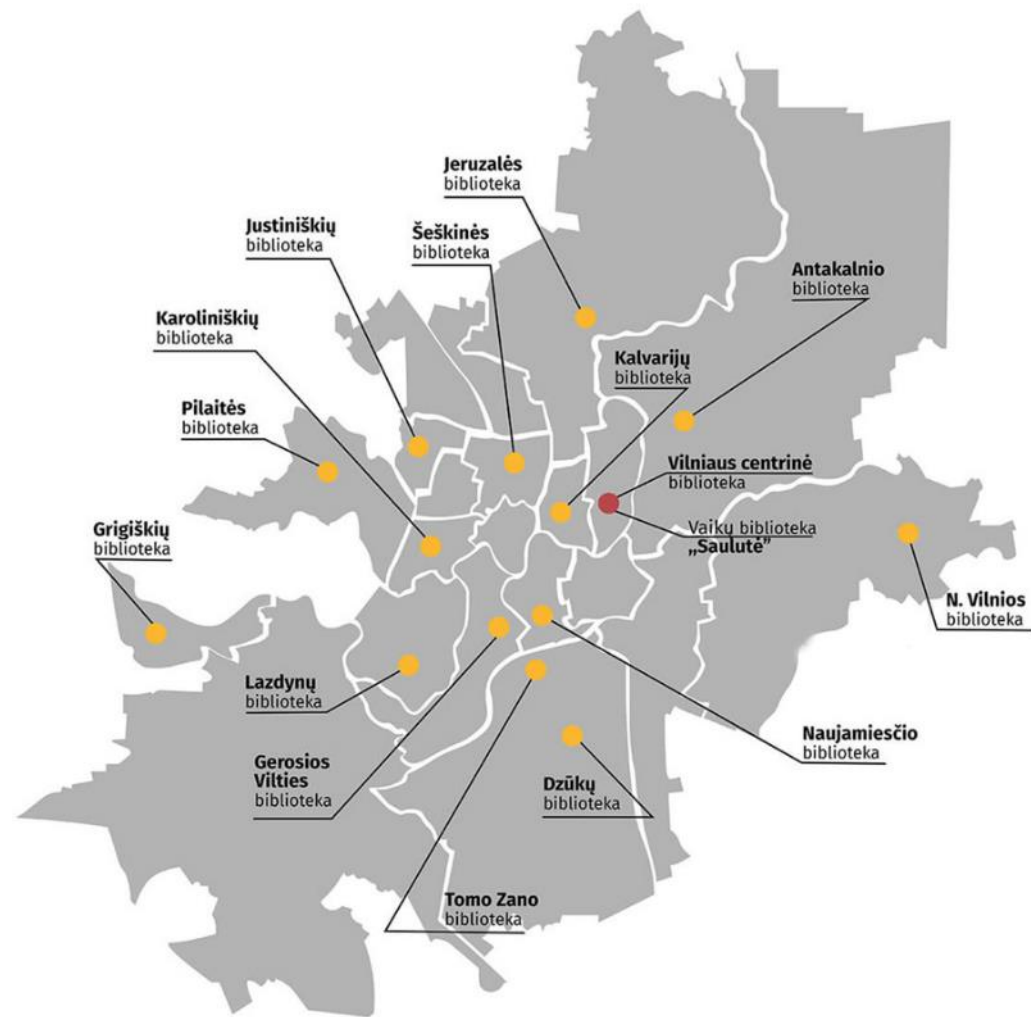 Jeruzalės
biblioteka
Justiniškių
biblioteka
Šeškinės
biblioteka
Antakalnio
biblioteka
Karoliniškių
biblioteka
Kalvarijų
biblioteka
Pilaitės
biblioteka
Vilniaus centrinė
biblioteka
Grigiškių
biblioteka
Vaikų biblioteka
„Saulutė”
N. Vilnios
biblioteka
Lazdynų
biblioteka
Naujamiesčio
biblioteka
Gerosios
Vilties
biblioteka
Dzūkų
biblioteka
Tomo Zano
biblioteka